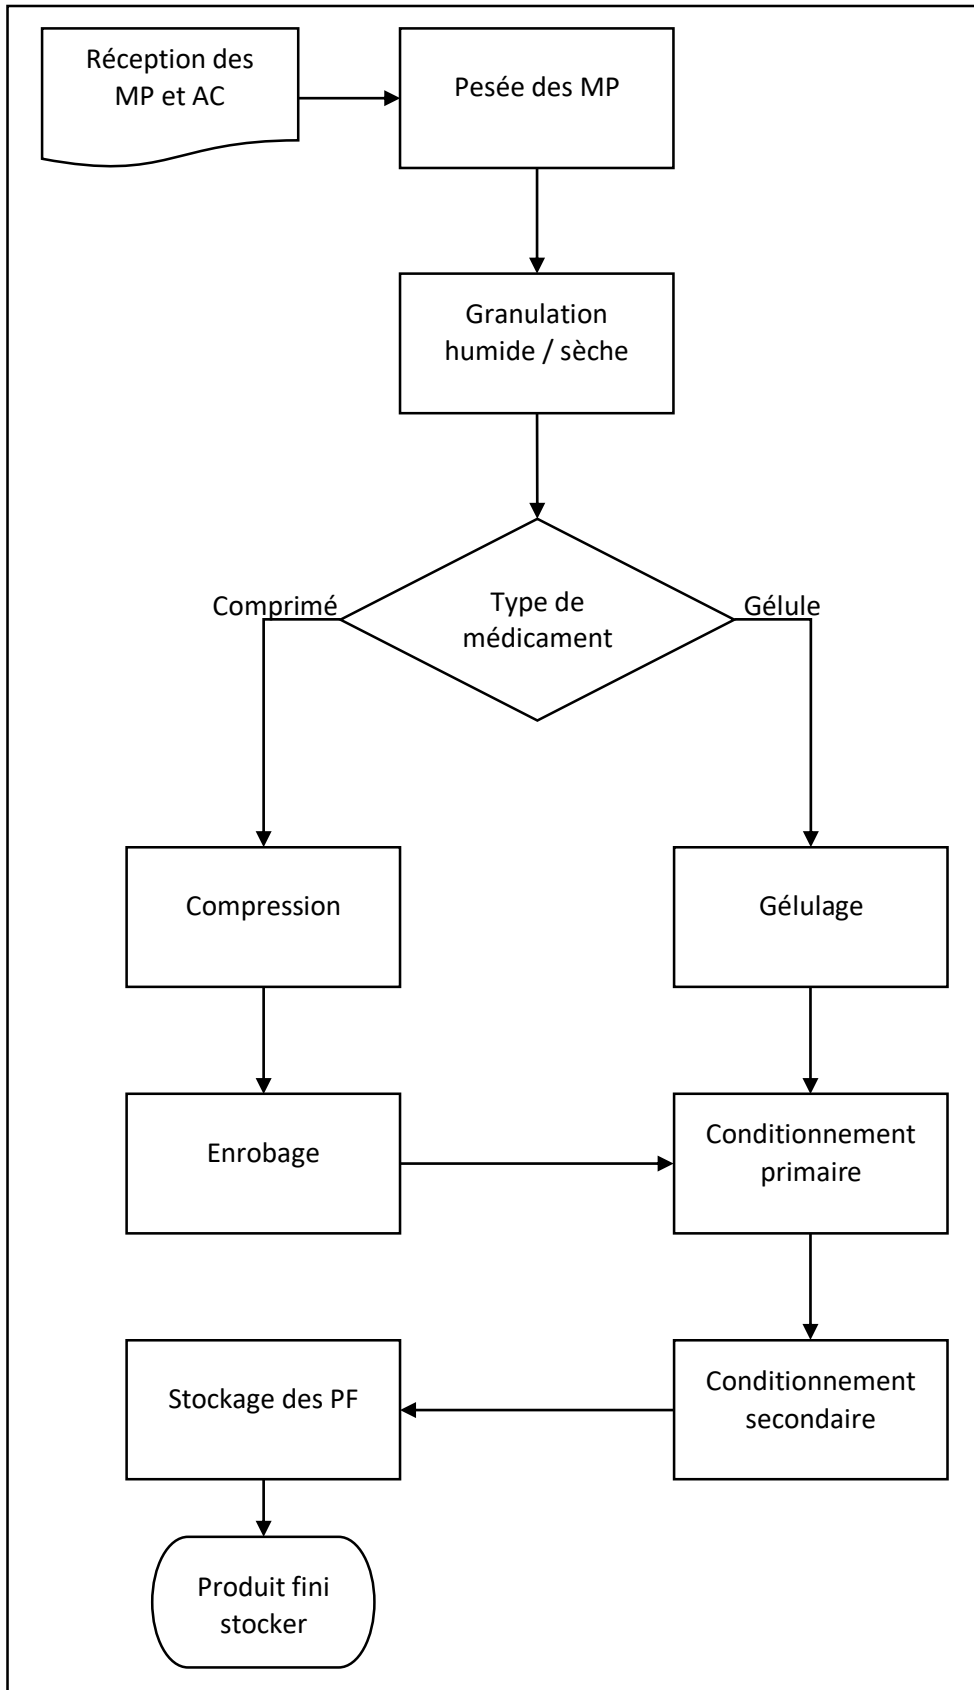 Réception des
MP et AC
Pesée des MP
Granulation
humide / sèche
Type de
médicament
Comprimé
Gélule
Compression
Gélulage
Enrobage
Conditionnement
primaire
Stockage des PF
Conditionnement
secondaire
Produit fini
stocker